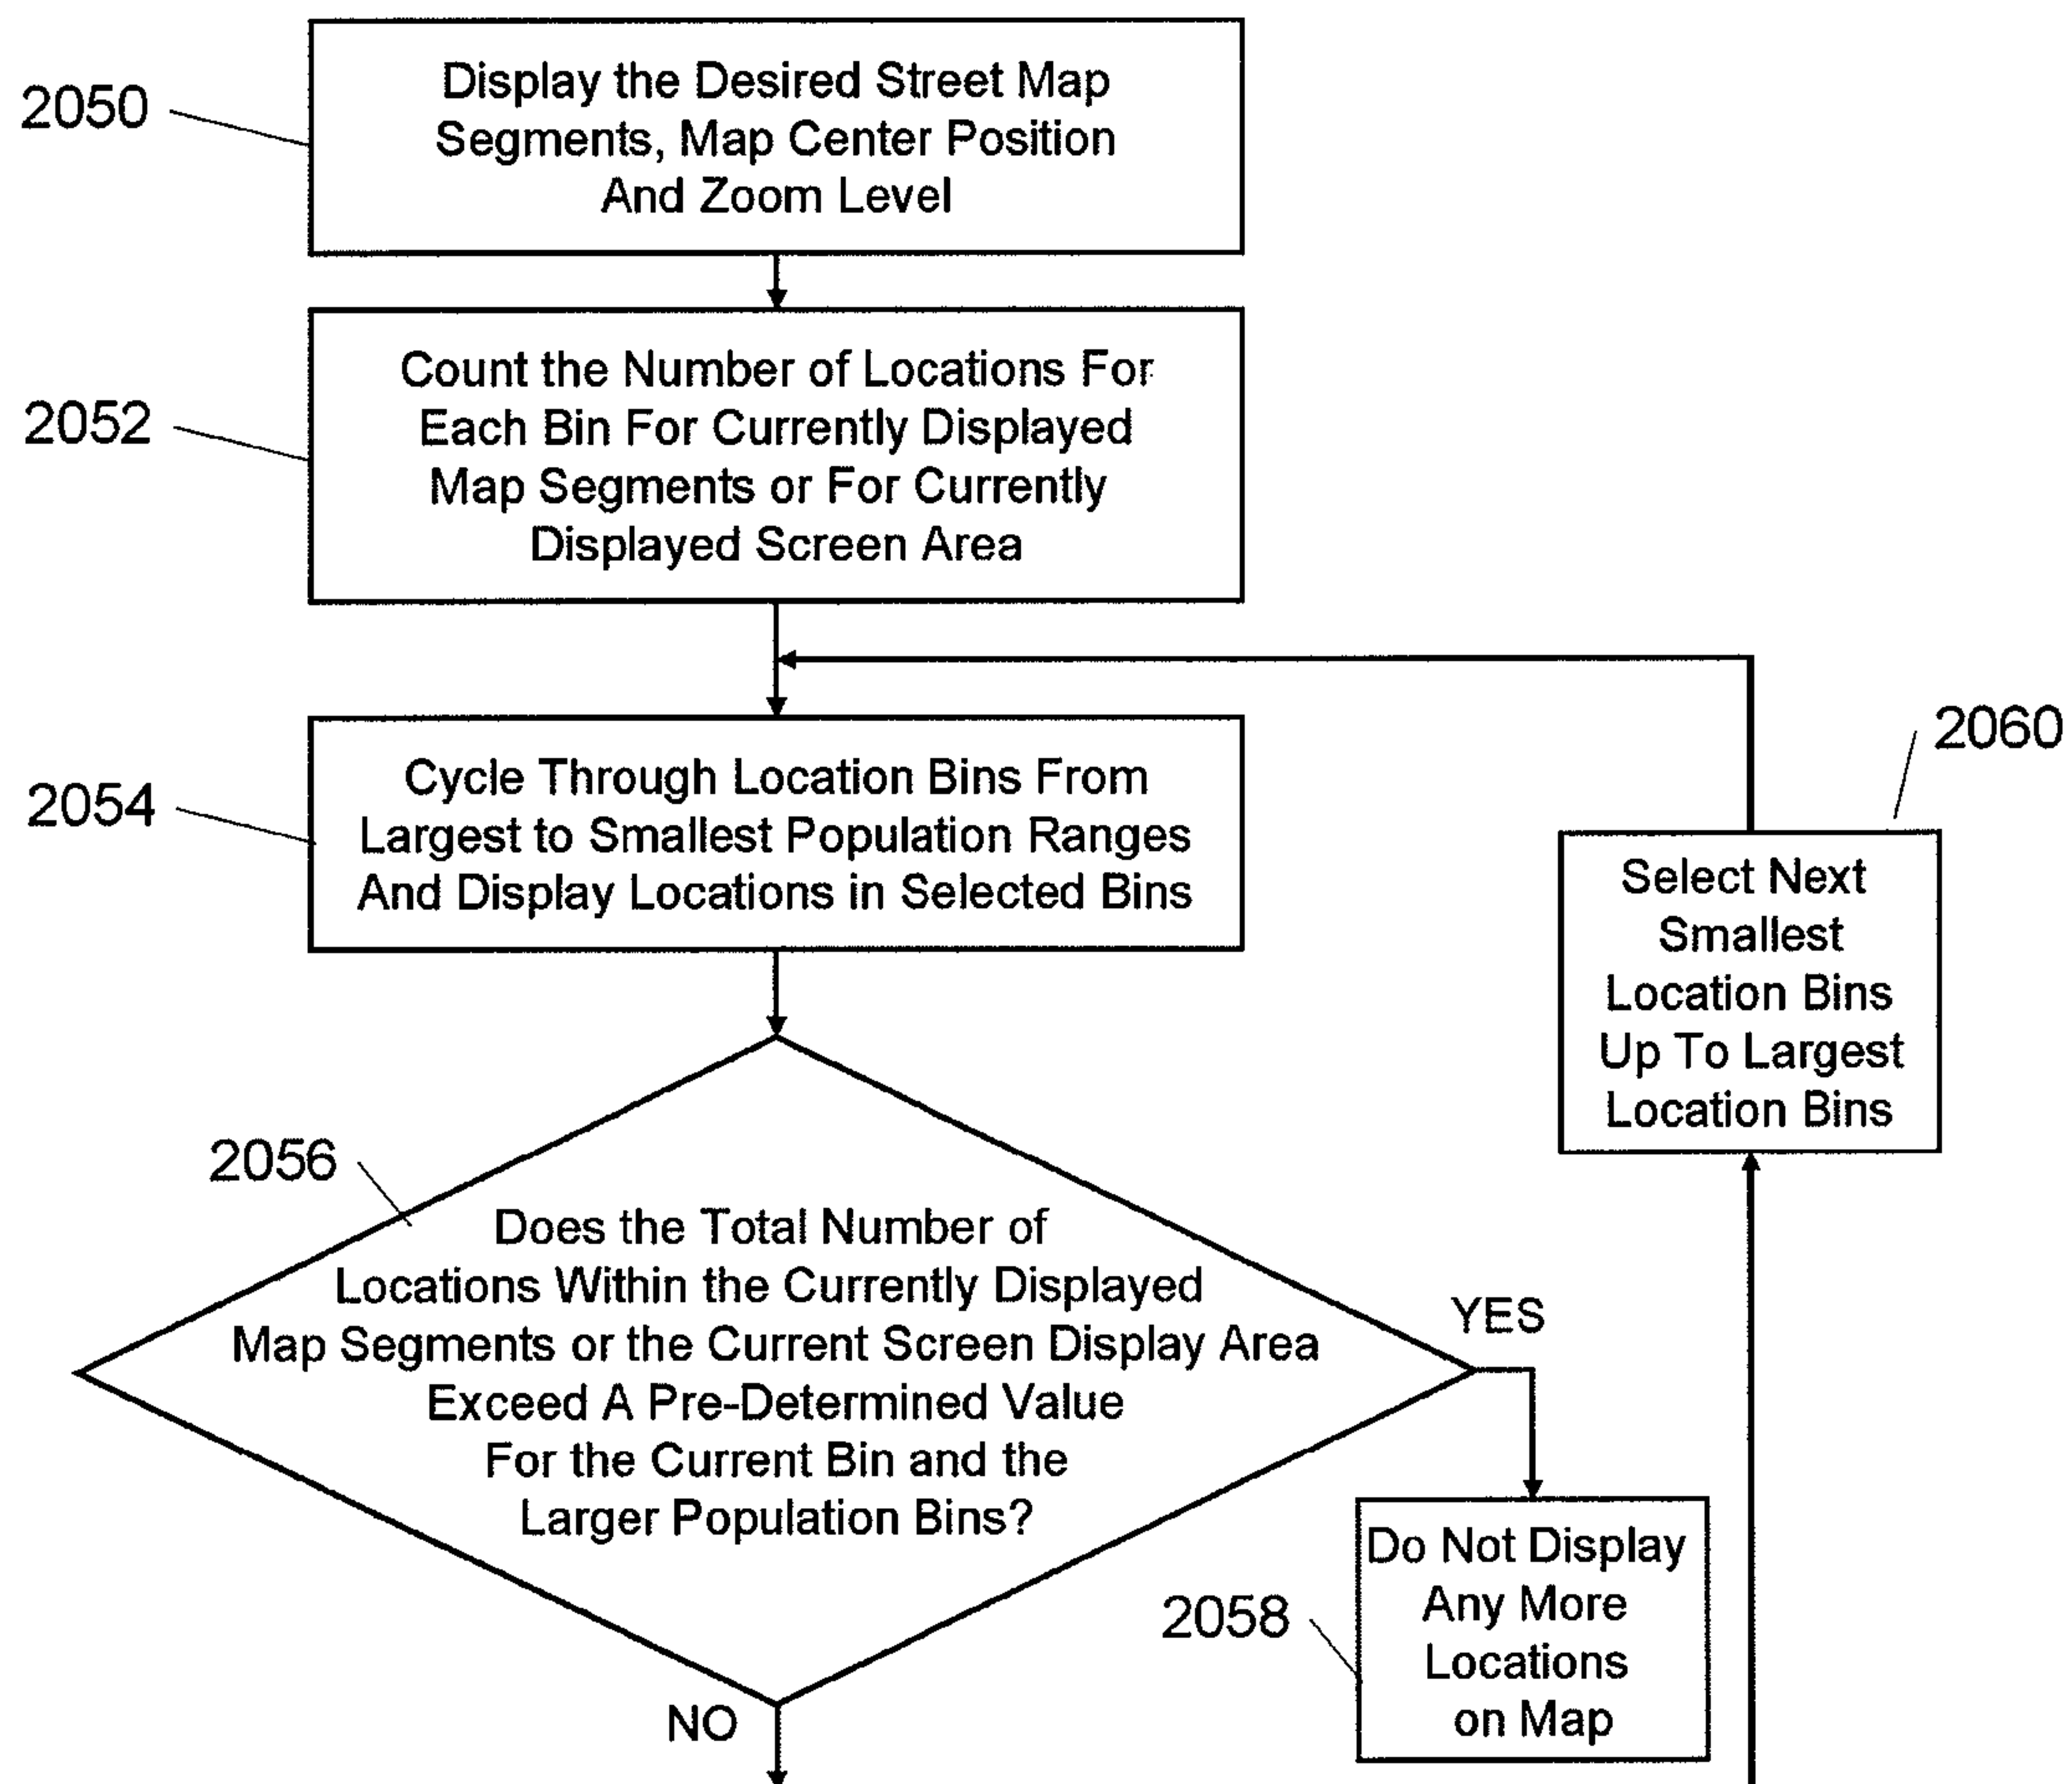 2050
Display the Desired Street Map
Segments, Map Center Position
And Zoom Level
2052
Count the Number of Locations For
Each Bin For Currently Displayed
Map Segments or For Currently
Displayed Screen Area
2054
Cycle Through Location Bins From
Largest to Smallest Population Ranges
And Display Locations in Selected Bins
2060
Select Next
Smallest
Location Bins
Up To Largest
Location Bins
2056
Does the Total Number of
Locations Within the Currently Displayed
Map Segments or the Current Screen Display Area
Exceed A Pre-Determined Value
For the Current Bin and the
Larger Population Bins?
YES
NO
2058
Do Not Display
Any More
Locations
on Map